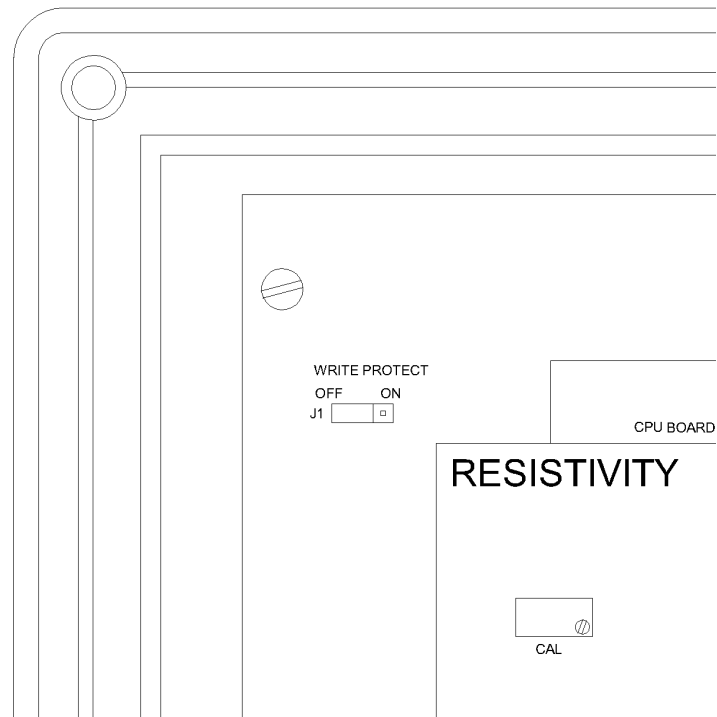 WRITE PROTECT
OFF ON
J1
CPU BOARD
RESISTIVITY
CAL